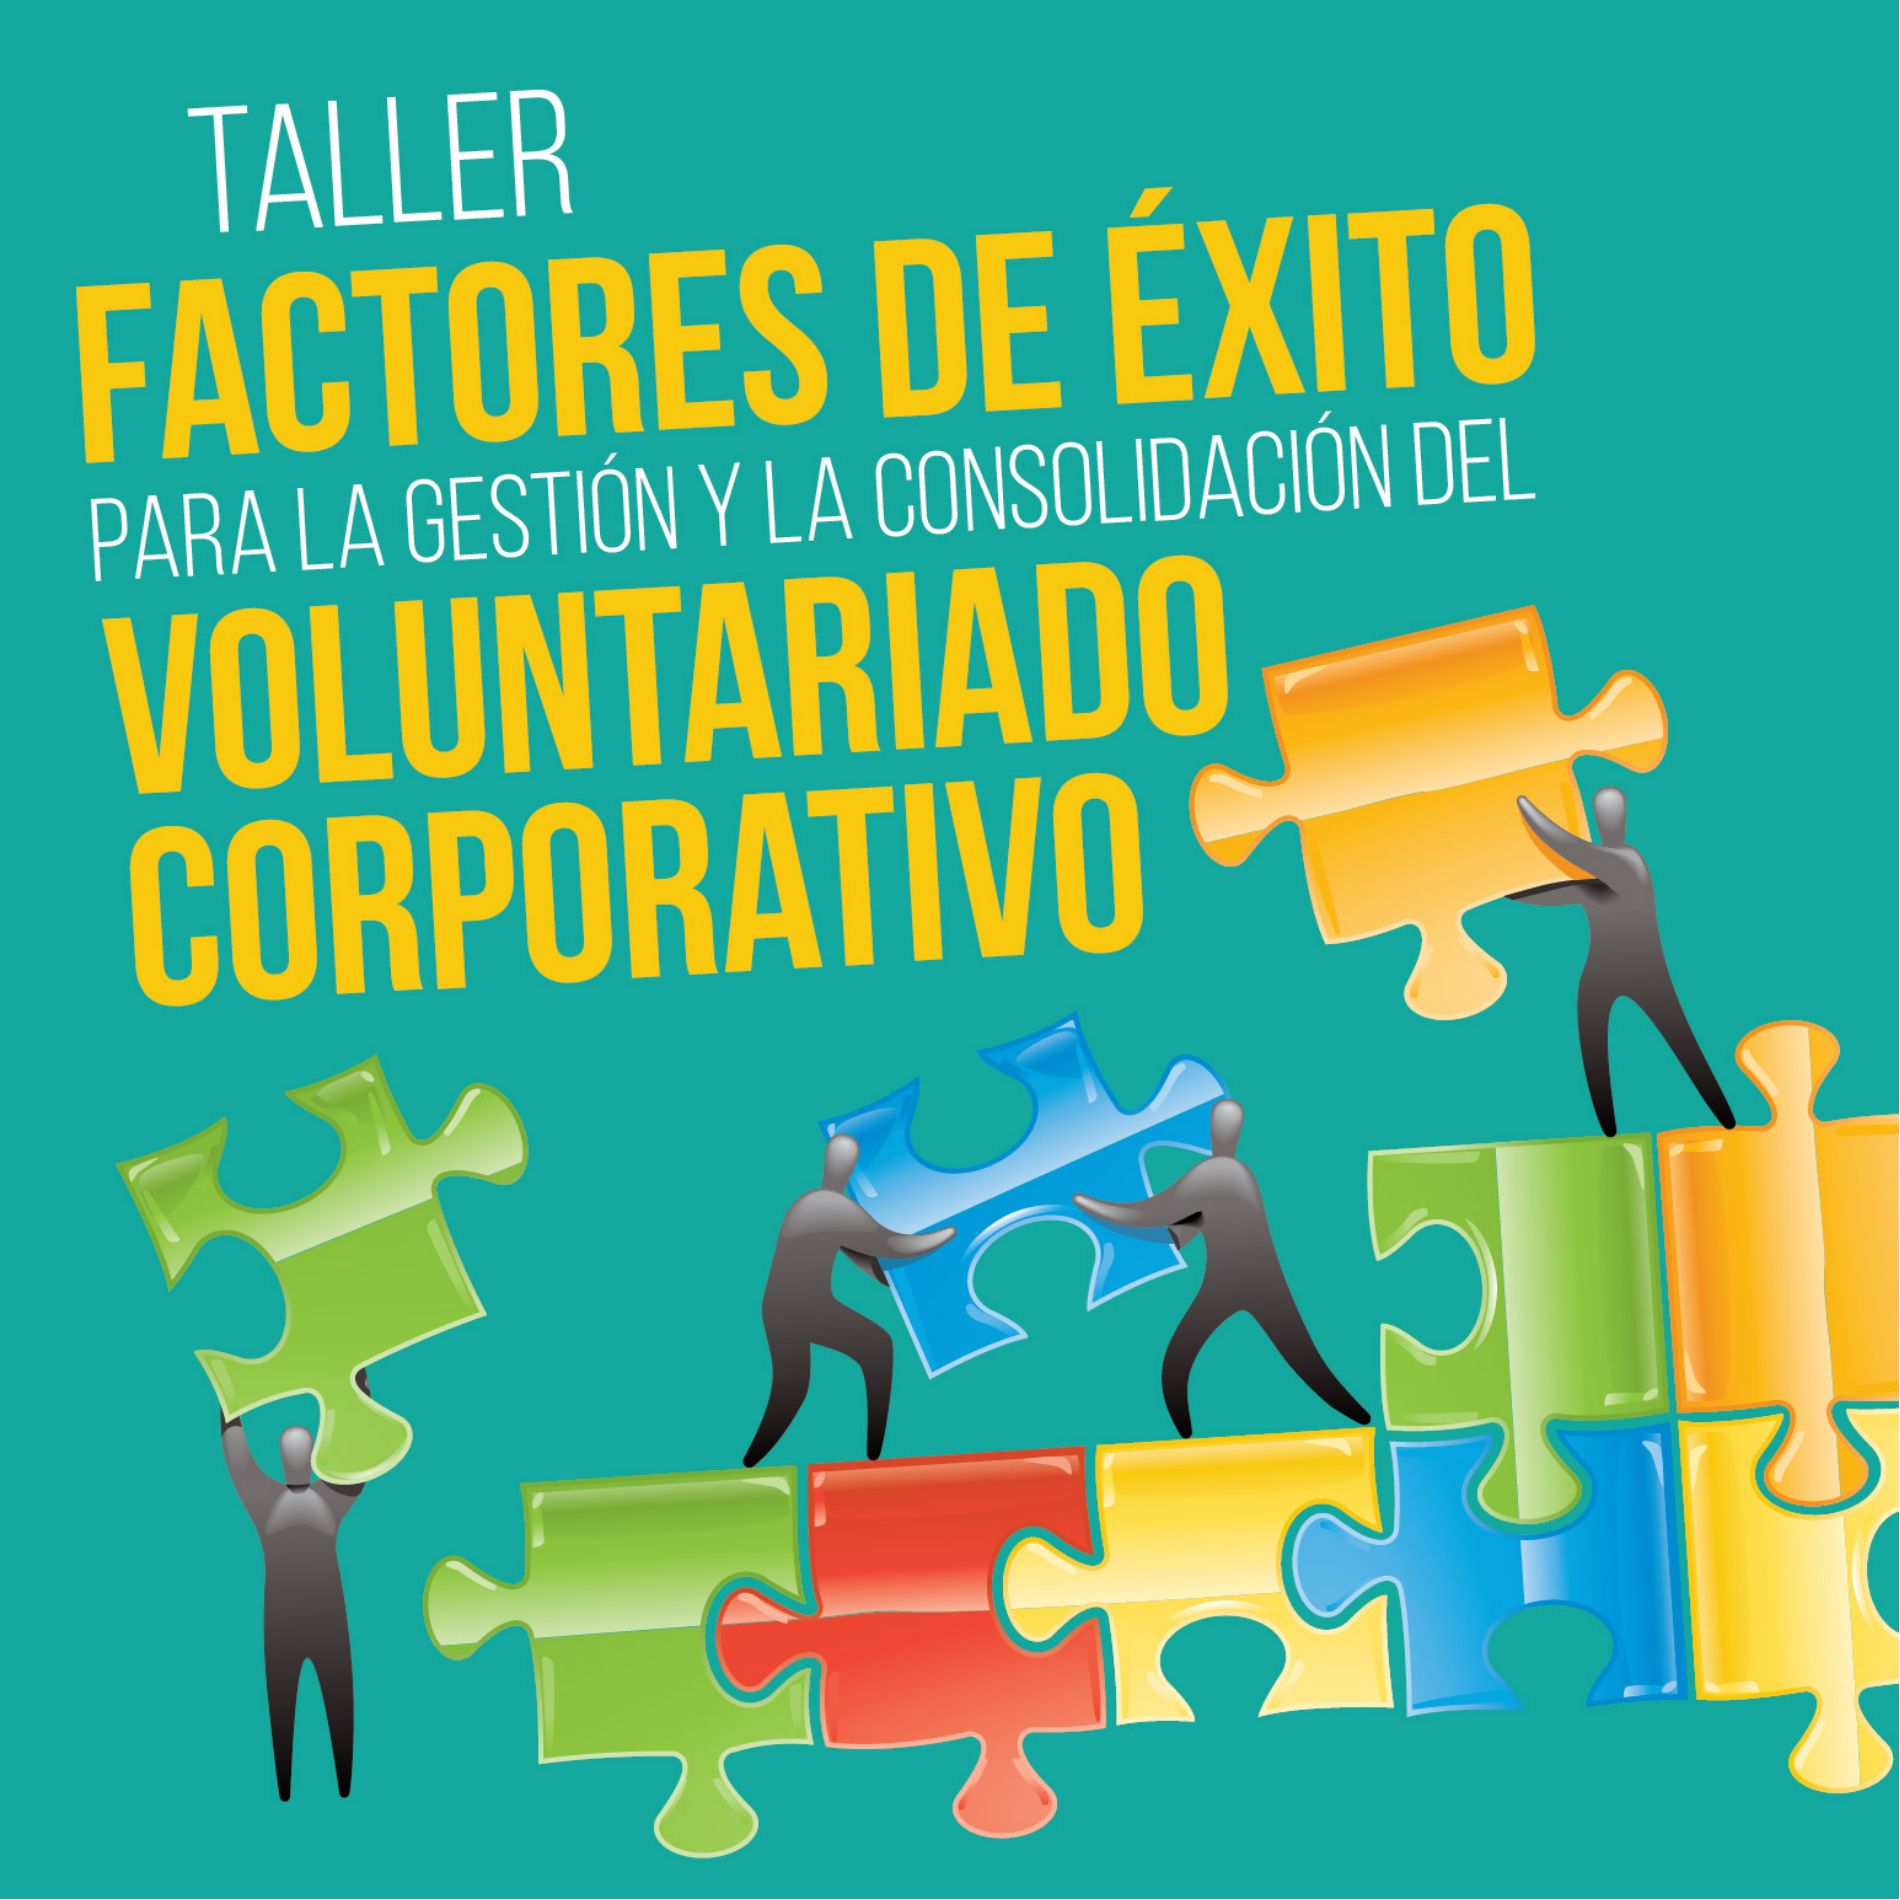 TALLER
FACTORES DE ÉXITO
PARA LA GESTIÓN Y LA CONSOLIDACIÓN DEL
VOLUNTARIADO
CORPORATIVO